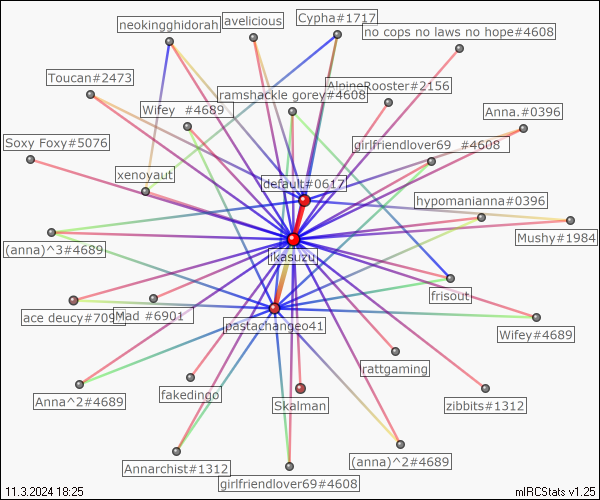 neokingghidorah
avelicious
Cypha#1717
no cops no laws no hope#4608
Toucan#2473
ramshackle gorey#4608
AlpineRooster#2156
Wifey #4689
Anna.#0396
Soxy Foxy#5076
girlfriendlover69 #4608
xenoyaut
default#0617
hypomanianna#0396
(anna)^3#4689
ikasuzu
Mushy#1984
frisout
ace deucy#709
Mad #6901
pastachangeo41
Wifey#4689
rattgaming
Anna^2#4689
fakedingo
Skalman
zibbits#1312
Annarchist#1312
girlfriendlover69#4608
(anna)^2#4689
11.3.2024 18:25
mIRCStats v1.25